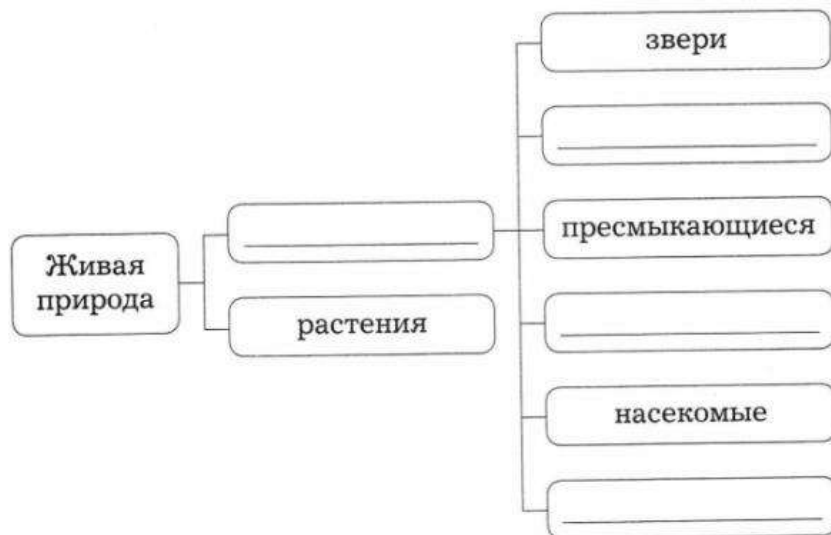 звери
пресмыкающиеся
Живая
природа
растения
насекомые